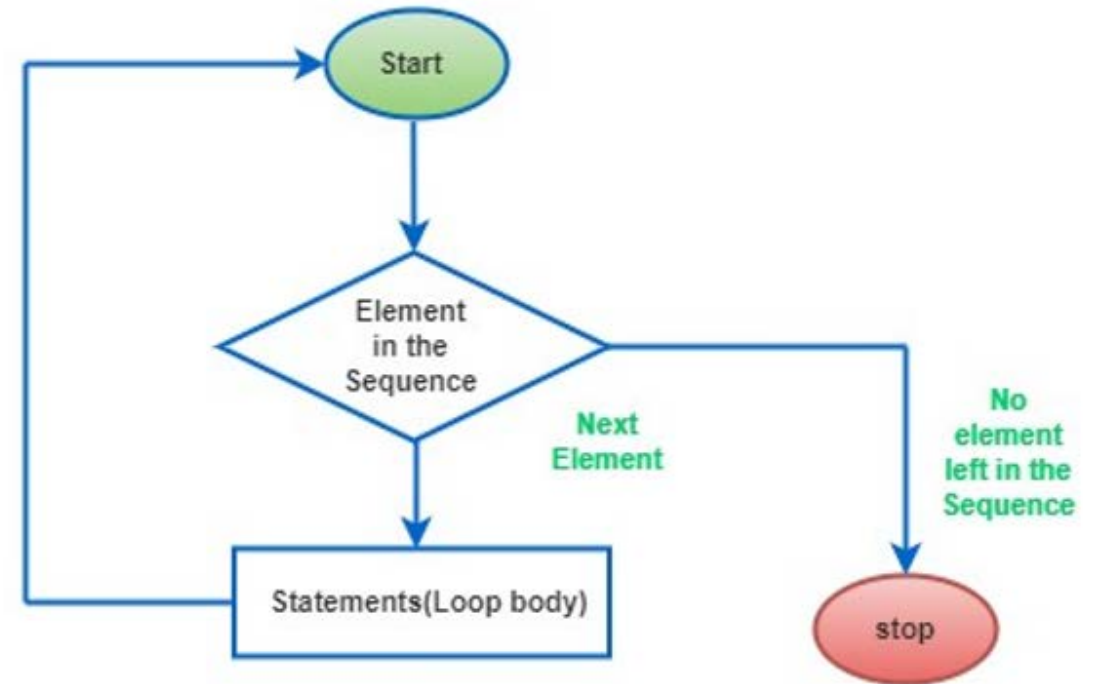 Start
Element
in the
Sequence
Next
Element
No
element
left in the
Sequence
Statements(Loop body)
stop